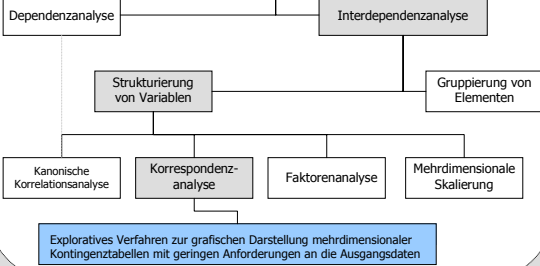 Dependenzanalyse
Interdependenzanalyse
Strukturierung
von Variablen
Gruppierung von
Elementen
Kanonische
Korrelationsanalyse
Korrespondenz-
analyse
Faktorenanalyse
Mehrdimensionale
Skalierung
Exploratives Verfahren zur grafischen Darstellung mehrdimensionaler
Kontingenztabellen mit geringen Anforderungen an die Ausgangsdaten